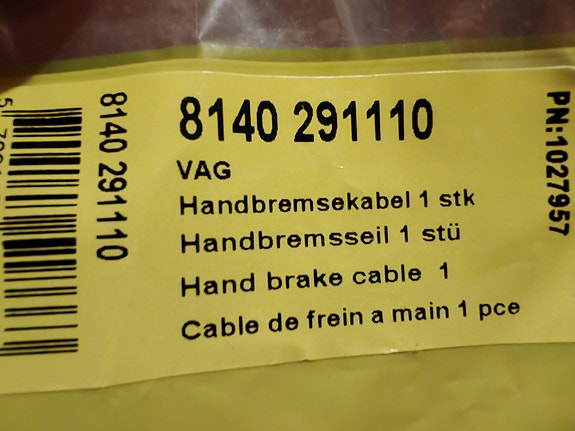 8140 291110
VAG
Handbremsekabel 1 stk
Handbremsseil 1 stü
Hand brake cable 1
Cable de frein a main 1 pce
8140 291110
PN:1027957